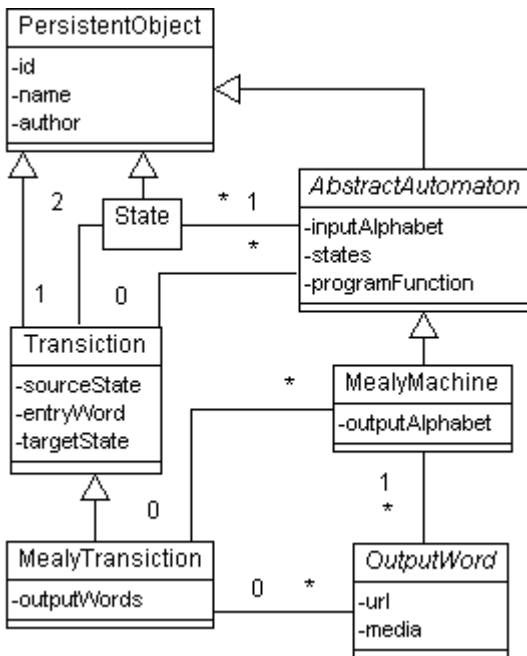 PersistentObject
-id
-name
-author
2
State
* 1
*
AbstractAutomaton
-inputAlphabet
-states
-programFunction
1
0
Transiction
-sourceState
-entryWord
-targetState
*
MealyMachine
-outputAlphabet
0
1
*
MealyTransiction
-outputWords
0 *
OutputWord
-url
-media